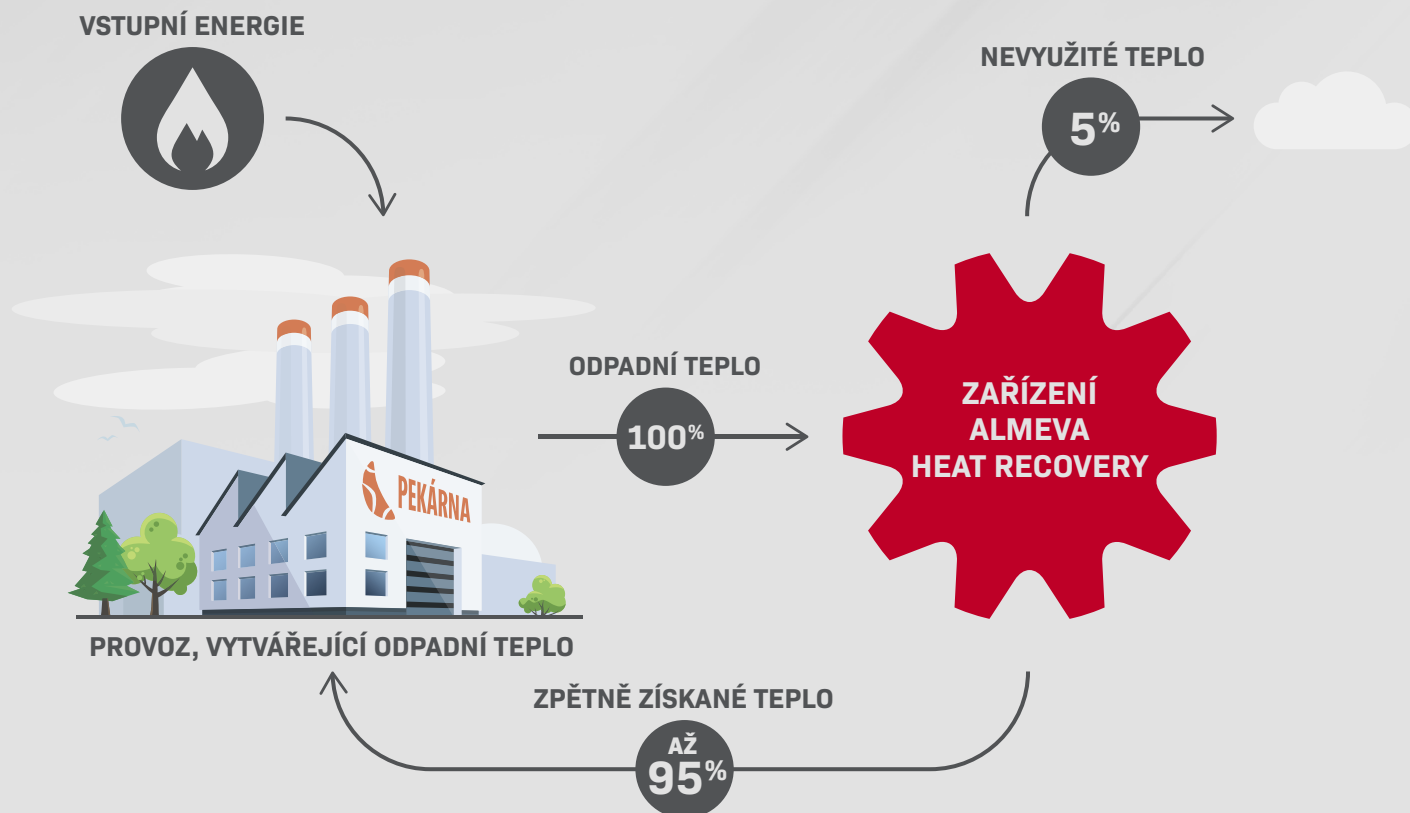 VSTUPNÍ ENERGIE
NEVYUŽITÉ TEPLO
5%
ODPADNÍ TEPLO
100%
ZAŘÍZENÍ
ALMEVA
HEAT RECOVERY
PEKÁRNA
PROVOZ, VYTVÁŘEJÍCÍ ODPADNÍ TEPLO
ZPĚTNĚ ZÍSKANÉ TEPLO
AŽ
95%